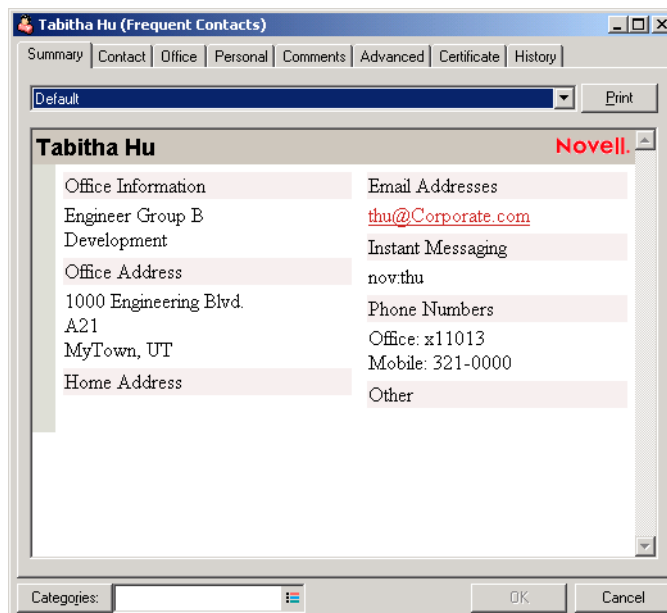 Tabitha Hu (Frequent Contacts)
Summary Contact Office Personal Comments Advanced Certificate History
Default
Print
Tabitha Hu
Novell.
Office Information
Engineer Group B
Development
Office Address
1000 Engineering Blvd.
A21
MyTown, UT
Home Address
Email Addresses
thu@Corporate.com
Instant Messaging
nov:thu
Phone Numbers
Office: x11013
Mobile: 321-0000
Other
Categories:
OK
Cancel